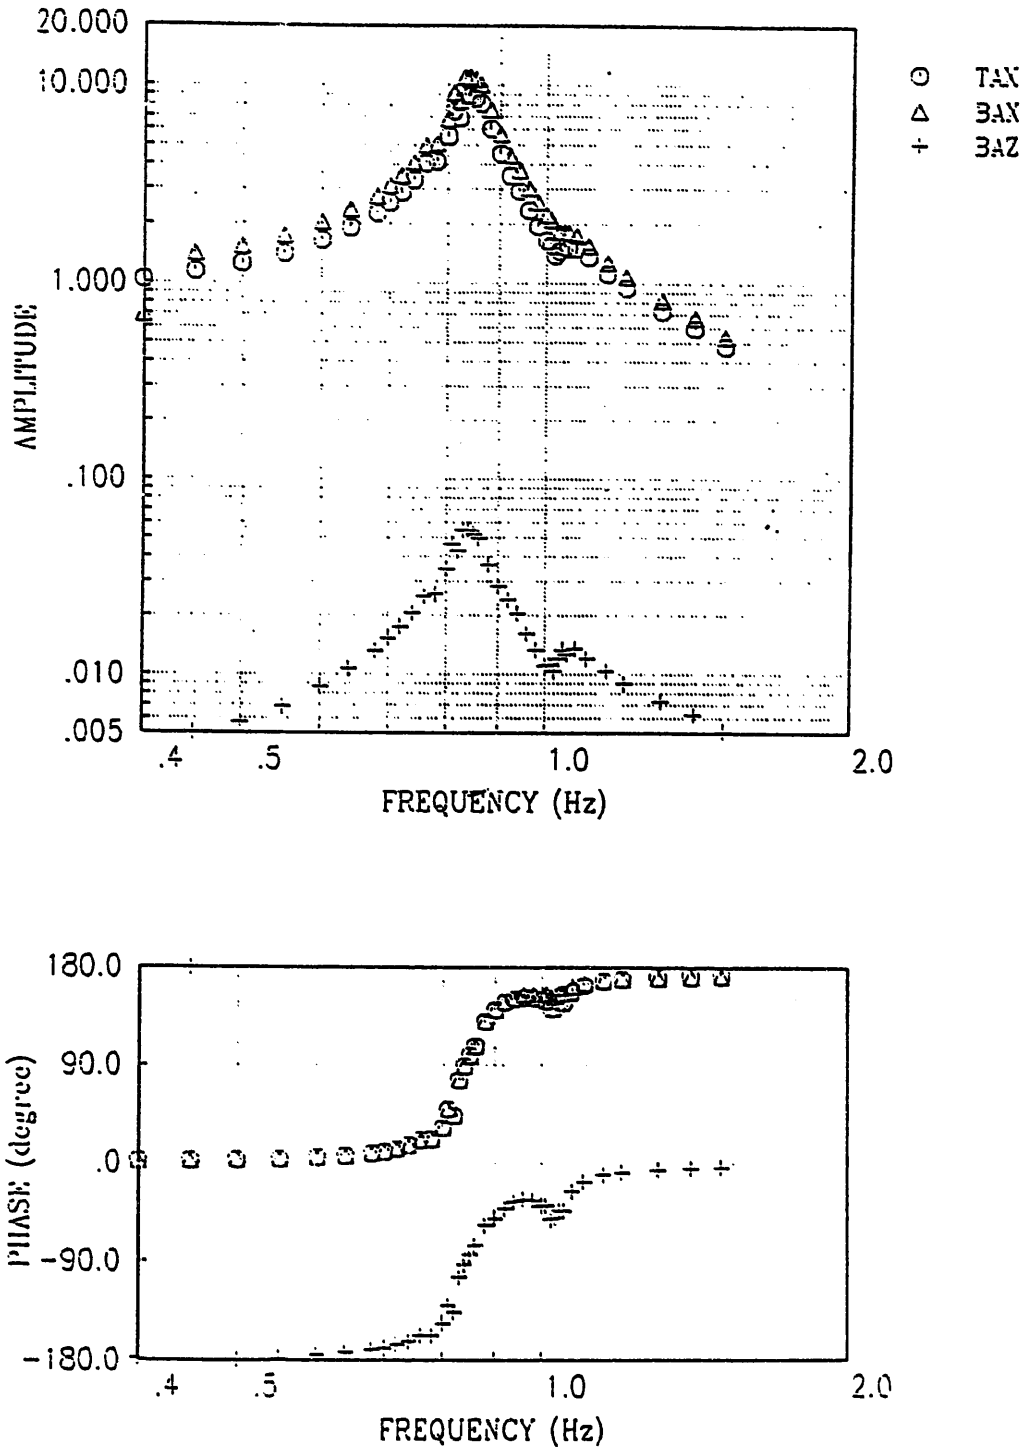 20.000
10.000
1.000
.100
.010
.005
AMPLITUDE
.4 .5 1.0 2.0
FREQUENCY (Hz)
TAX
BAX
BAZ
180.0
90.0
.0
-90.0
-180.0
PHASE (degree)
.4 .5 1.0 2.0
FREQUENCY (Hz)